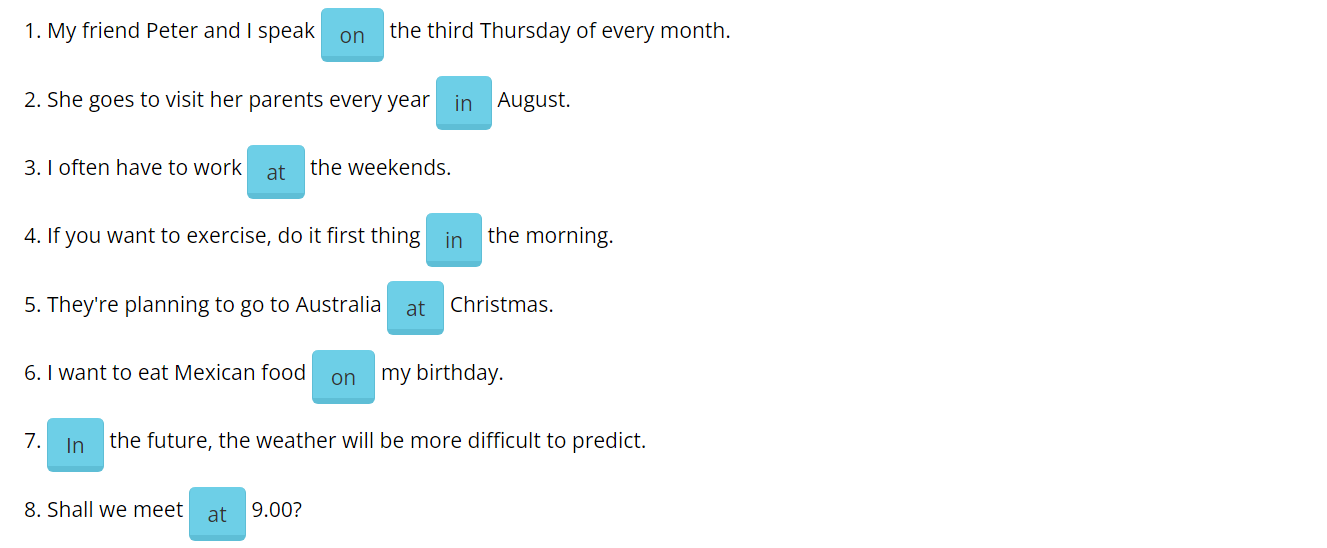 1. My friend Peter and I speak on the third Thursday of every month.
2. She goes to visit her parents every year in August.
3. I often have to work at the weekends.
4. If you want to exercise, do it first thing in the morning.
5. They're planning to go to Australia at Christmas.
6. I want to eat Mexican food on my birthday.
7. In the future, the weather will be more difficult to predict.
8. Shall we meet at 9.00?